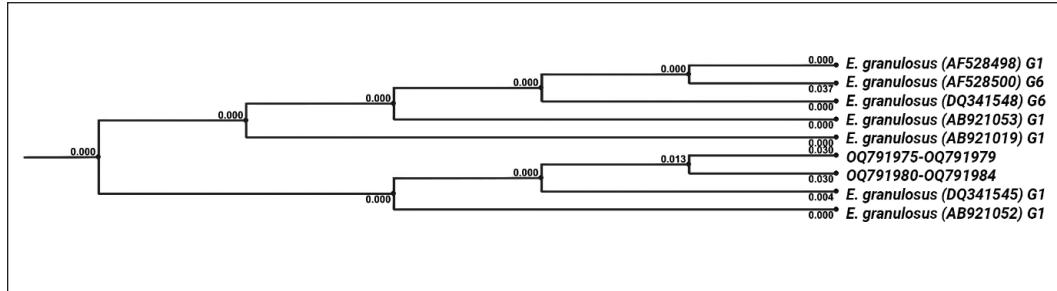 0.000 E. granulosus (AF528498) G1
0.000
0.037 E. granulosus (AF528500) G6
0.000
0.000 E. granulosus (DQ341548) G6
0.000
0.000 E. granulosus (AB921053) G1
0.000
0.000 E. granulosus (AB921019) G1
0.000
0.030 OQ791975-OQ791979
0.013
0.030 OQ791980-OQ791984
0.000
0.004 E. granulosus (DQ341545) G1
0.000
0.000 E. granulosus (AB921052) G1